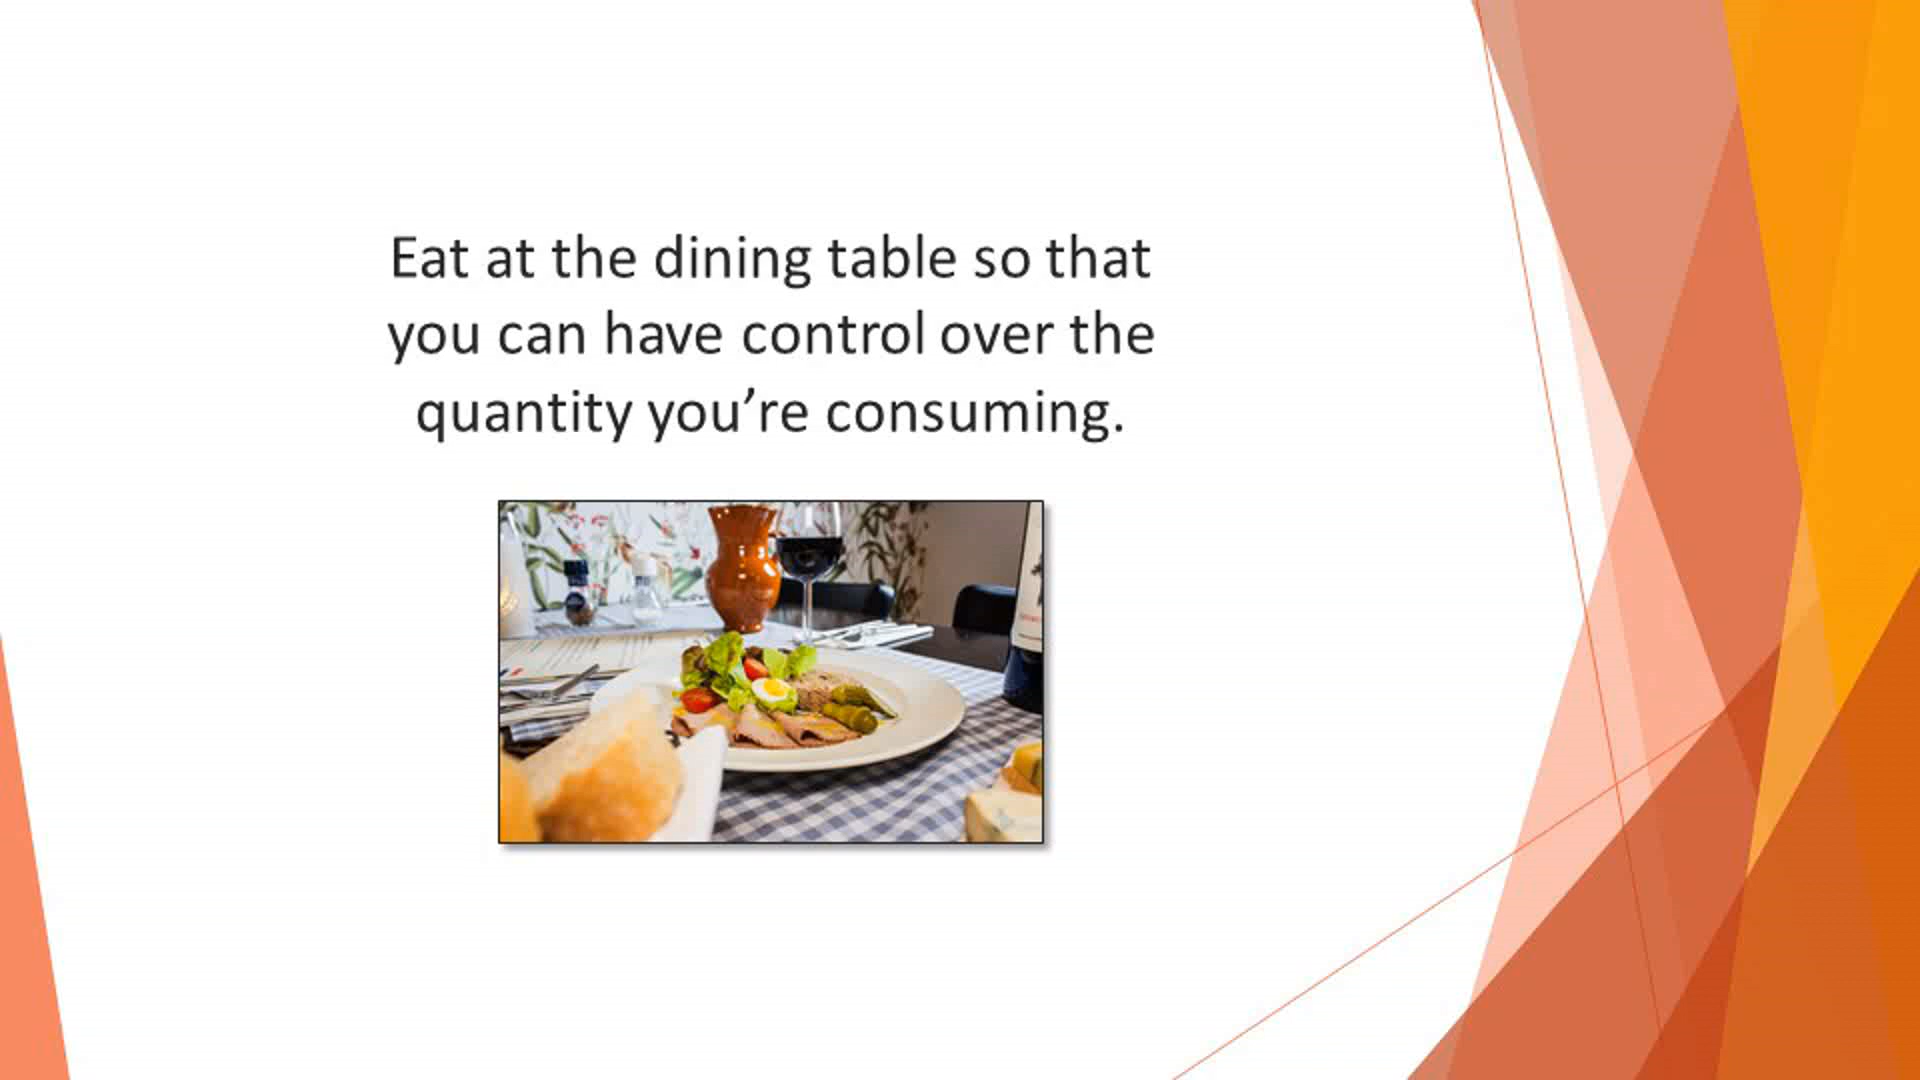 Eat at the dining table so that
you can have control over the
quantity you’re consuming.